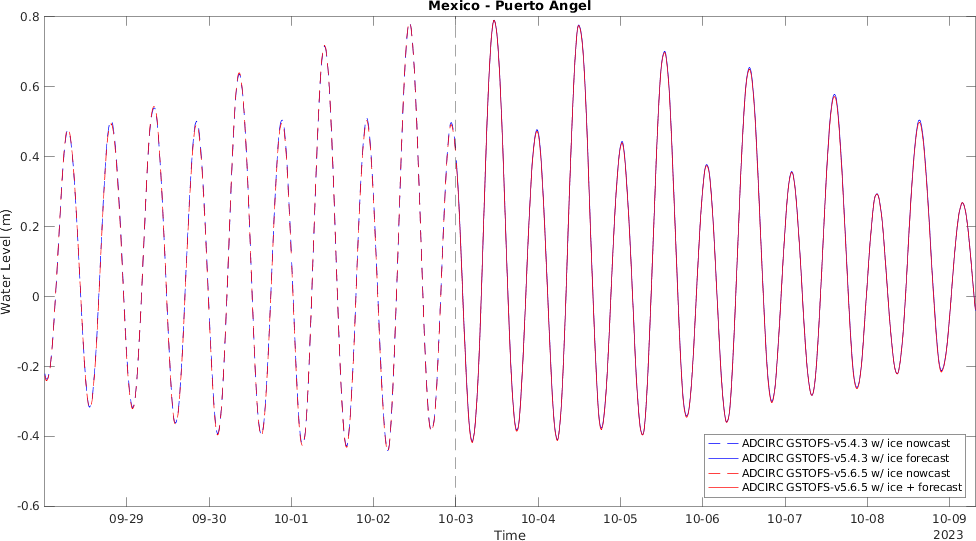 Mexico - Puerto Angel
Water Level (m)
0.8
0.6
0.4
0.2
0
-0.2
-0.4
-0.6
09-29
09-30
10-01
10-02
10-03
10-04
10-05
10-06
10-07
10-08
10-09
2023
Time
ADCIRC GSTOFS-v5.4.3 w/ ice nowcast
ADCIRC GSTOFS-v5.4.3 w/ ice forecast
ADCIRC GSTOFS-v5.6.5 w/ ice nowcast
ADCIRC GSTOFS-v5.6.5 w/ ice + forecast